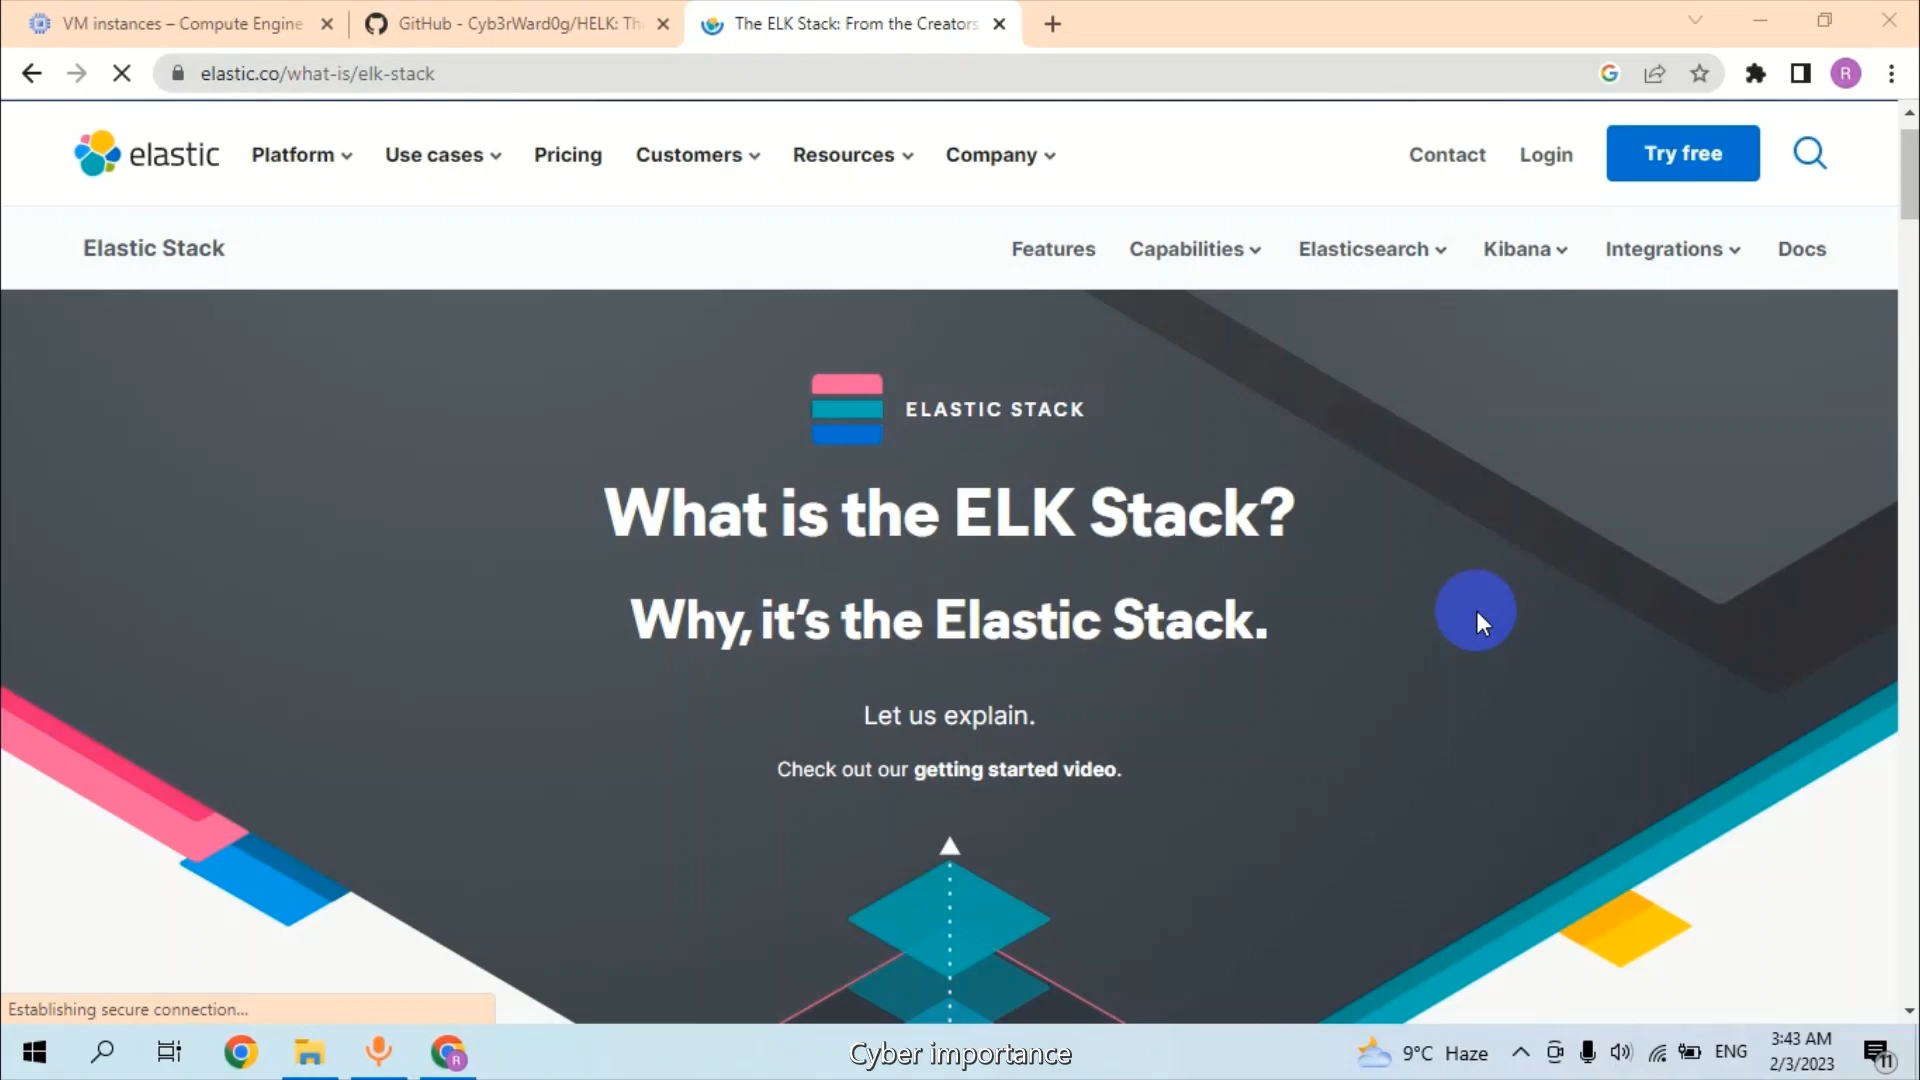 VM instances – Compute Engine
GitHub - Cyb3rWard0g/HELK: Th
The ELK Stack: From the Creators
elastic.co/what-is/elk-stack
R
elastic
Platform
Use cases
Pricing
Customers
Resources
Company
Contact
Login
Try free
Elastic Stack
Features
Capabilities
Elasticsearch
Kibana
Integrations
Docs
ELASTIC STACK
What is the ELK Stack?
Why, it’s the Elastic Stack.
Let us explain.
Check out our getting started video.
Establishing secure connection...
R
Cyber importance
9°C Haze
ENG
3:43 AM
2/3/2023
11